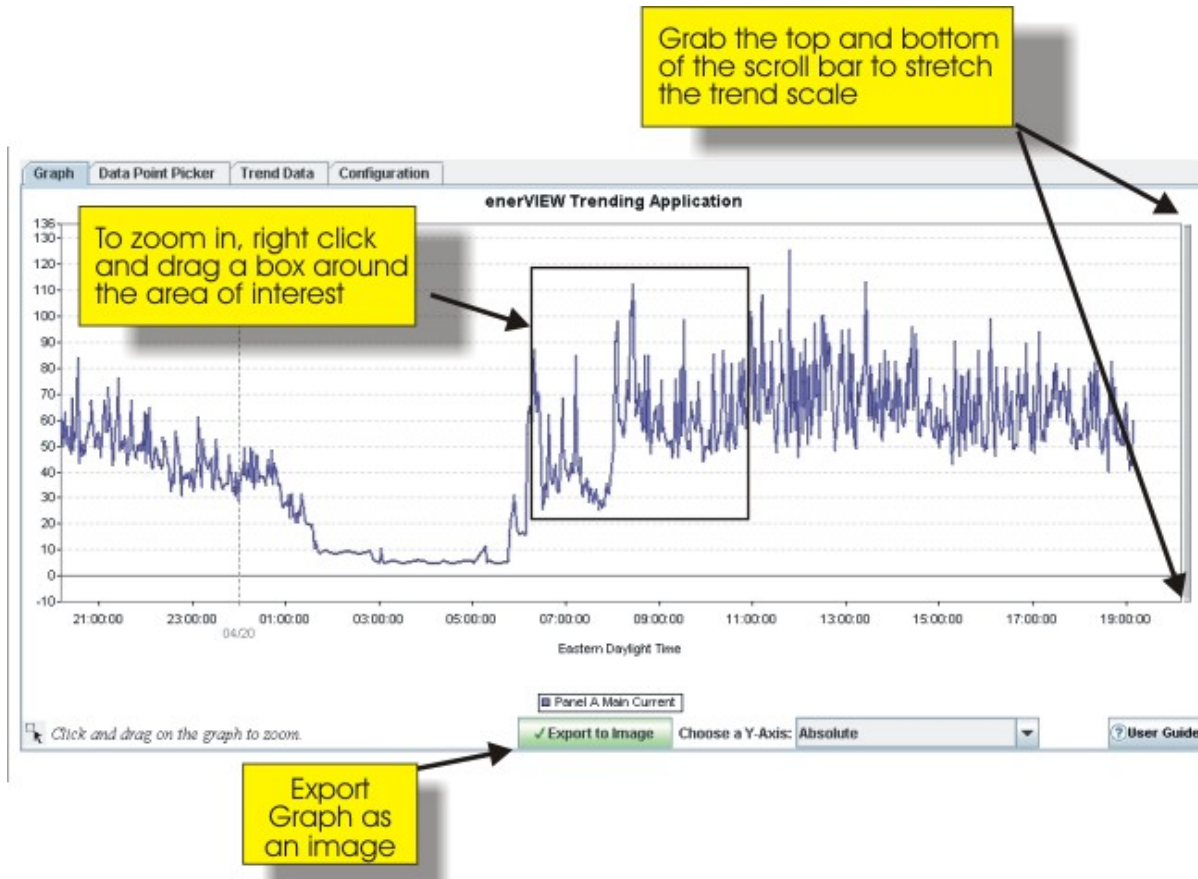 Grab the top and bottom
of the scroll bar to stretch
the trend scale
Graph Data Point Picker Trend Data Configuration
enerVIEW Trending Application
To zoom in, right click
and drag a box around
the area of interest
136
130
120
110
100
90
80
70
60
50
40
30
20
10
0
-10
21:00:00 23:00:00 01:00:00 03:00:00 05:00:00 07:00:00 09:00:00 11:00:00 13:00:00 15:00:00 17:00:00 19:00:00
04/20
Eastern Daylight Time
Panel A Main Current
Click and drag on the graph to zoom.
✓Export to Image Choose a Y-Axis: Absolute ?User Guide
Export
Graph as
an image